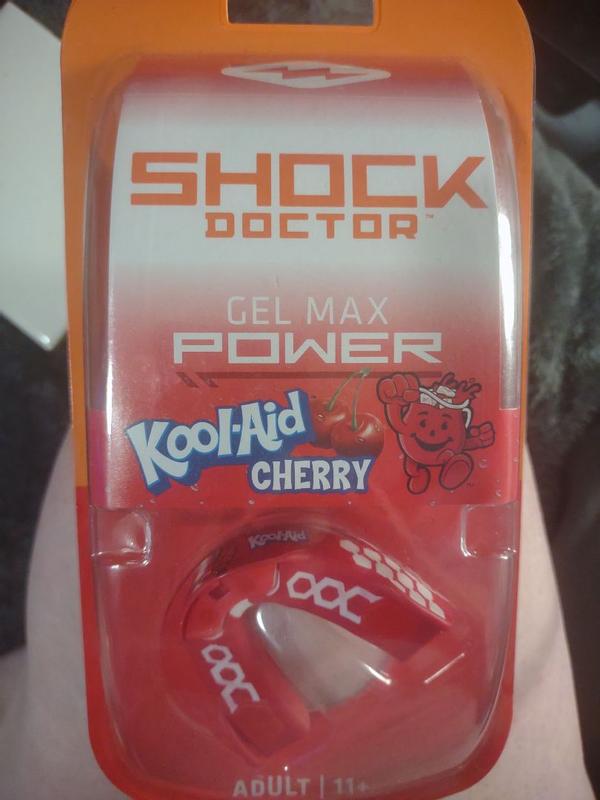 SHOCK
DOCTOR™
GEL MAX
POWER
Kool-Aid
CHERRY
Kool-Aid
ADULT | 11+